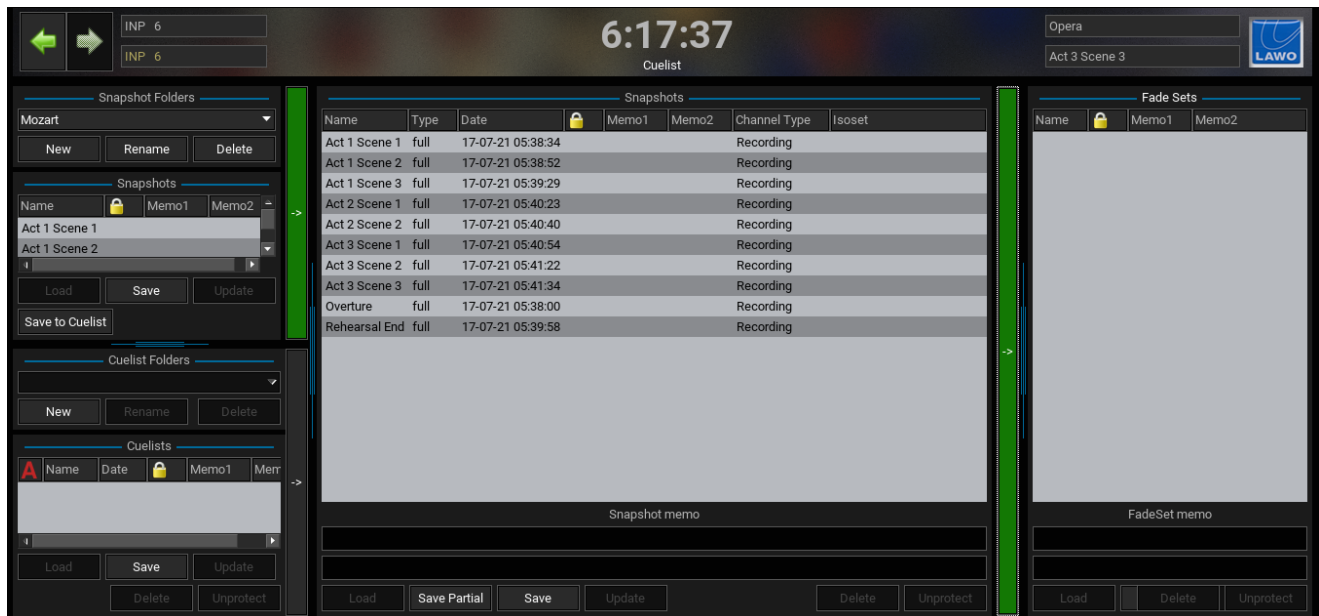 INP 6
INP 6
6:17:37
Cuelist
Opera
Act 3 Scene 3
LAWO
Snapshot Folders
Mozart
New Rename Delete
Snapshots
Name Memo1 Memo2
Act 1 Scene 1
Act 1 Scene 2
Load Save Update
Save to Cuelist
->
Cuelist Folders
New Rename Delete
Cuelists
A Name Date Memo1 Mem
Load Save Update
Delete Unprotect
->
Snapshots
Name Type Date Memo1 Memo2 Channel Type Isoset
Act 1 Scene 1 full 17-07-21 05:38:34 Recording
Act 1 Scene 2 full 17-07-21 05:38:52 Recording
Act 1 Scene 3 full 17-07-21 05:39:29 Recording
Act 2 Scene 1 full 17-07-21 05:40:23 Recording
Act 2 Scene 2 full 17-07-21 05:40:40 Recording
Act 3 Scene 1 full 17-07-21 05:40:54 Recording
Act 3 Scene 2 full 17-07-21 05:41:22 Recording
Act 3 Scene 3 full 17-07-21 05:41:34 Recording
Overture full 17-07-21 05:38:00 Recording
Rehearsal End full 17-07-21 05:39:58 Recording
Snapshot memo
Load Save Partial Save Update Delete Unprotect
->
Fade Sets
Name Memo1 Memo2
FadeSet memo
Load Delete Unprotect